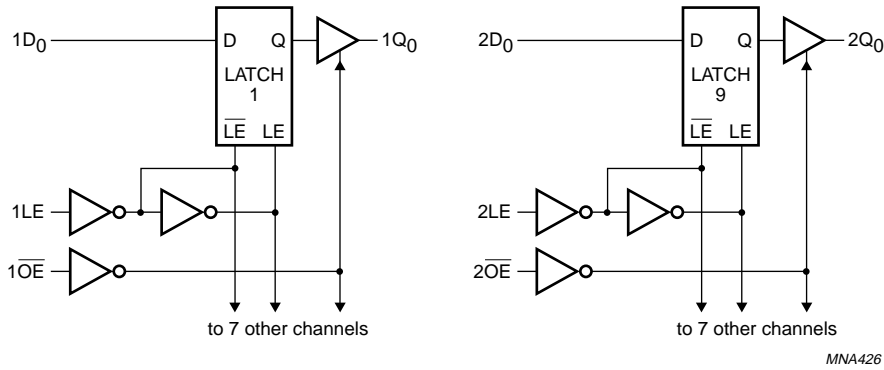 1D0
D Q
1Q0
LATCH
1
LE LE
1LE
1OE
to 7 other channels
2D0
D Q
2Q0
LATCH
9
LE LE
2LE
2OE
to 7 other channels
MNA426